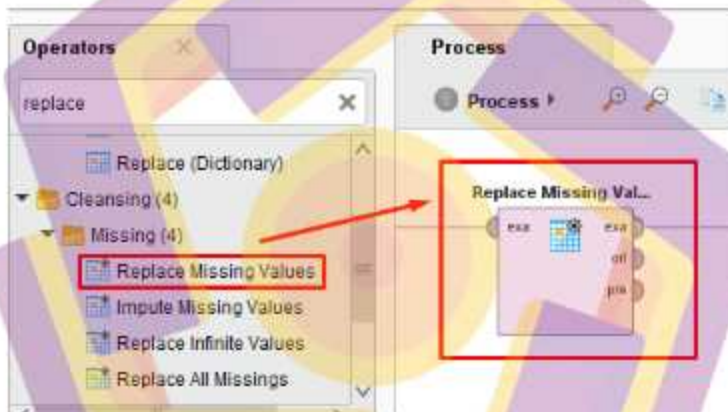 Operators
Process
replace
Process
Replace (Dictionary)
Cleansing (4)
Missing (4)
Replace Missing Values
Impute Missing Values
Replace Infinite Values
Replace All Missings
Replace Missing Val...
exa
exa
ori
pre